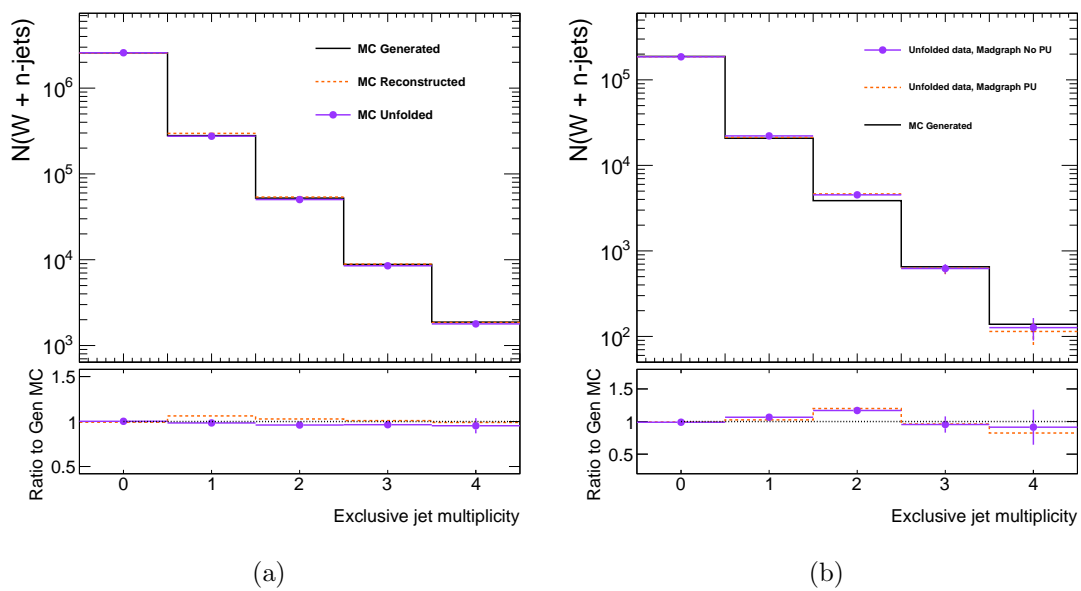 N(W + n-jets)
10^6
10^5
10^4
10^3
MC Generated
MC Reconstructed
MC Unfolded
Ratio to Gen MC
1.5
1
0.5
0 1 2 3 4
Exclusive jet multiplicity
(a)
N(W + n-jets)
10^5
10^4
10^3
10^2
Unfolded data, Madgraph No PU
Unfolded data, Madgraph PU
MC Generated
Ratio to Gen MC
1.5
1
0.5
0 1 2 3 4
Exclusive jet multiplicity
(b)